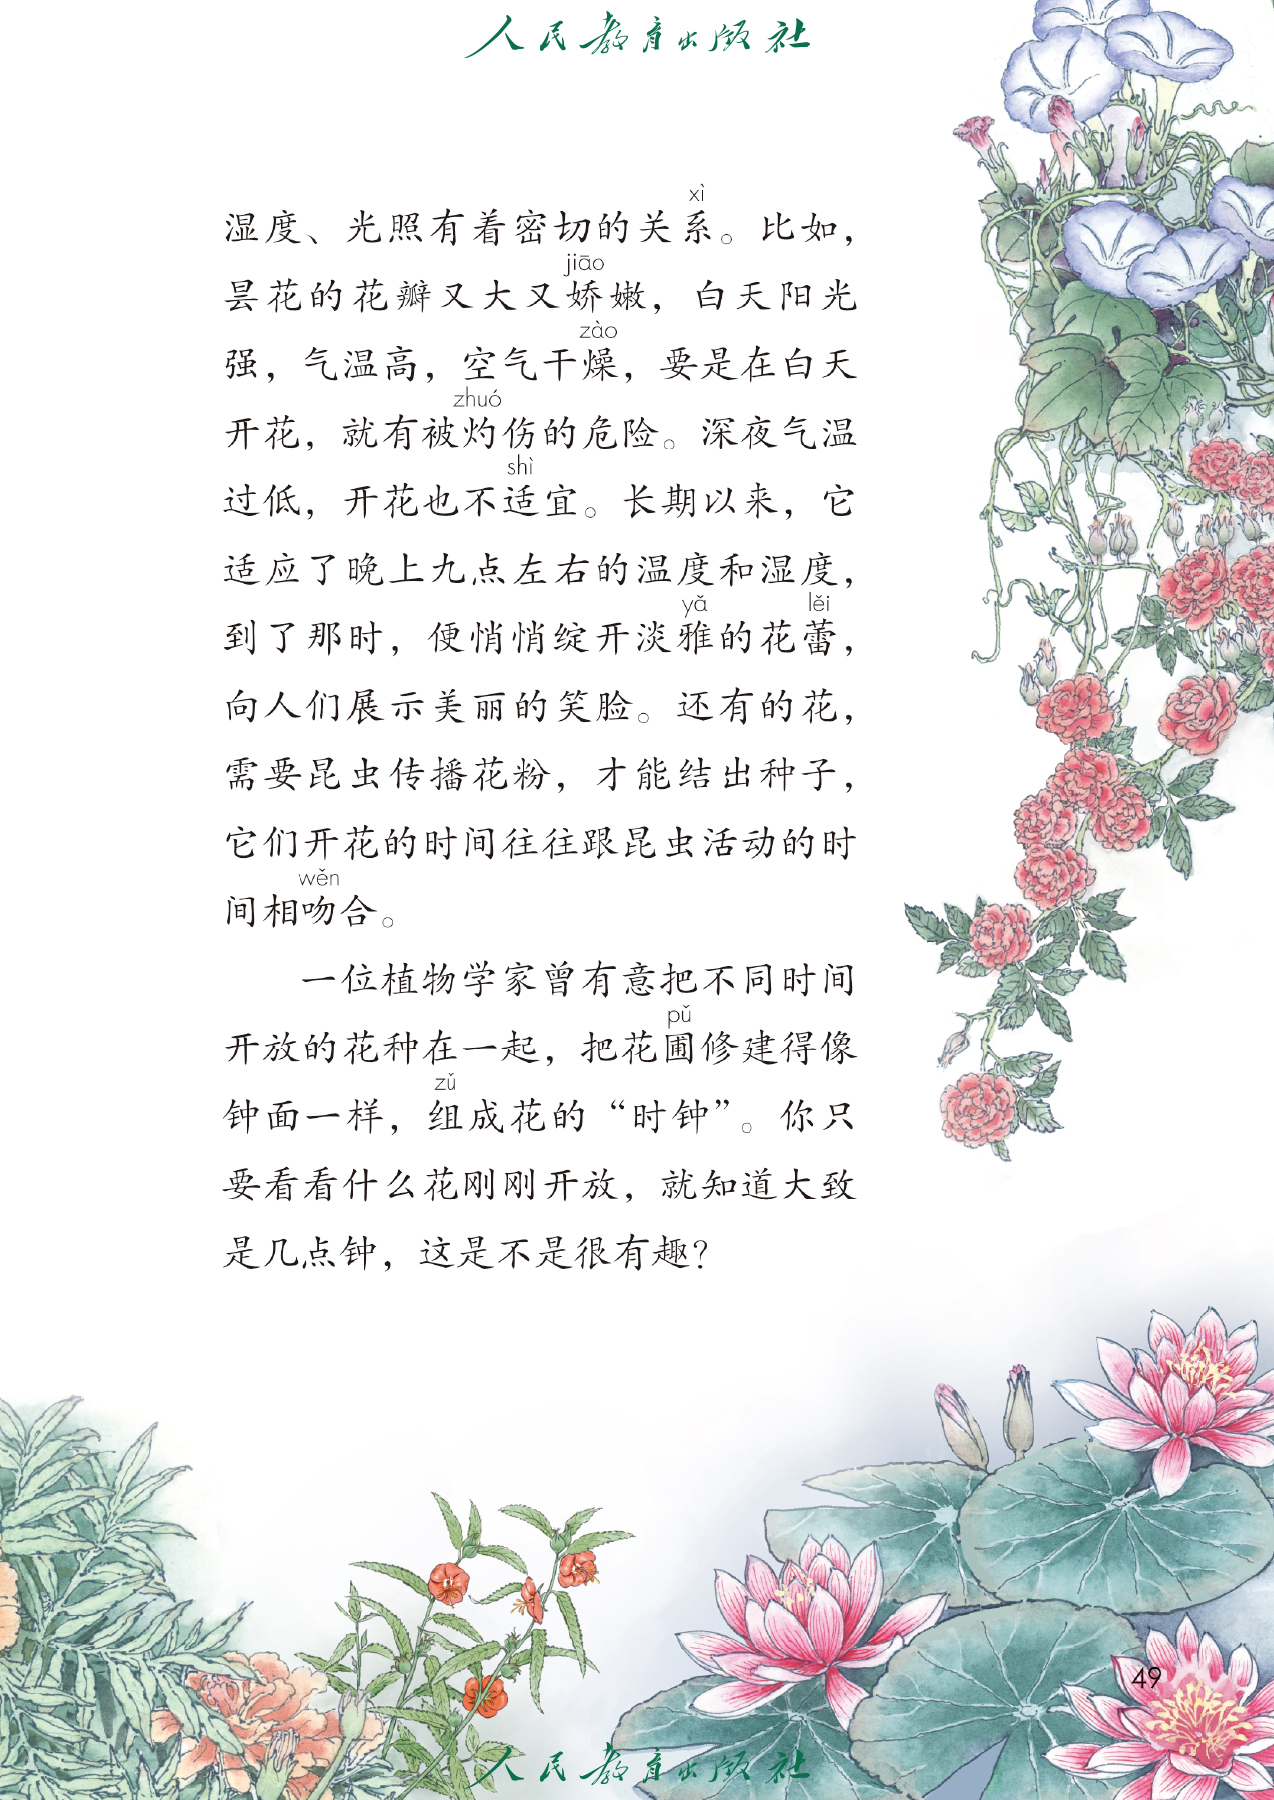 人民教育出版社
xì
湿度、光照有着密切的关系。比如，
jiāo
昙花的花瓣又大又娇嫩，白天阳光
zào
强，气温高，空气干燥，要是在白天
zhuó
开花，就有被灼伤的危险。深夜气温
shì
过低，开花也不适宜。长期以来，它
适应了晚上九点左右的温度和湿度，
yǎ lěi
到了那时，便悄悄绽开淡雅的花蕾，
向人们展示美丽的笑脸。还有的花，
需要昆虫传播花粉，才能结出种子，
它们开花的时间往往跟昆虫活动的时
wěn
间相吻合。
一位植物学家曾有意把不同时间
pǔ
开放的花种在一起，把花圃修建得像
zǔ
钟面一样，组成花的“时钟”。你只
要看看什么花刚刚开放，就知道大致
是几点钟，这是不是很有趣？
49
人民教育出版社